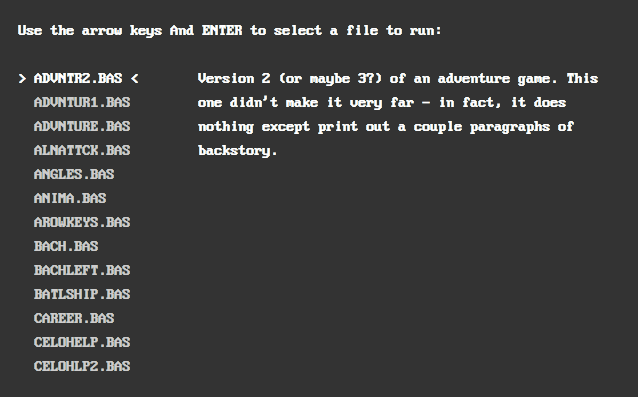 Use the arrow keys And ENTER to select a file to run:
> ADVNTR2.BAS <
Version 2 (or maybe 3?) of an adventure game. This
one didn't make it very far - in fact, it does
nothing except print out a couple paragraphs of
backstory.
ADVNTUR1.BAS
ADVNTURE.BAS
ALNATTCK.BAS
ANGLES.BAS
ANIMA.BAS
AROWKEYS.BAS
BACH.BAS
BACHLEFT.BAS
BATLSHIP.BAS
CAREER.BAS
CELOHELP.BAS
CELOHLP2.BAS